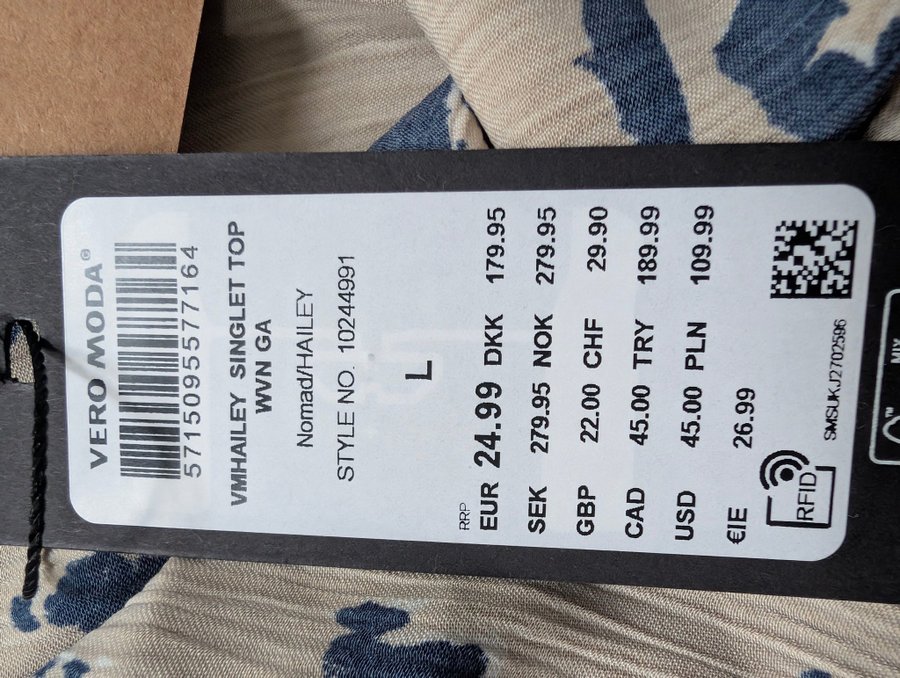 VERO MODA®
5715095577164
VMHAILEY SINGLET TOP
WVN GA
Nomad/HAILEY
STYLE NO. 10244991
L
RRP
EUR 24.99 DKK 179.95
SEK 279.95 NOK 279.95
GBP 22.00 CHF 29.90
CAD 45.00 TRY 189.99
USD 45.00 PLN 109.99
€IE 26.99
RFID
SMSUKJ2702596
MIX